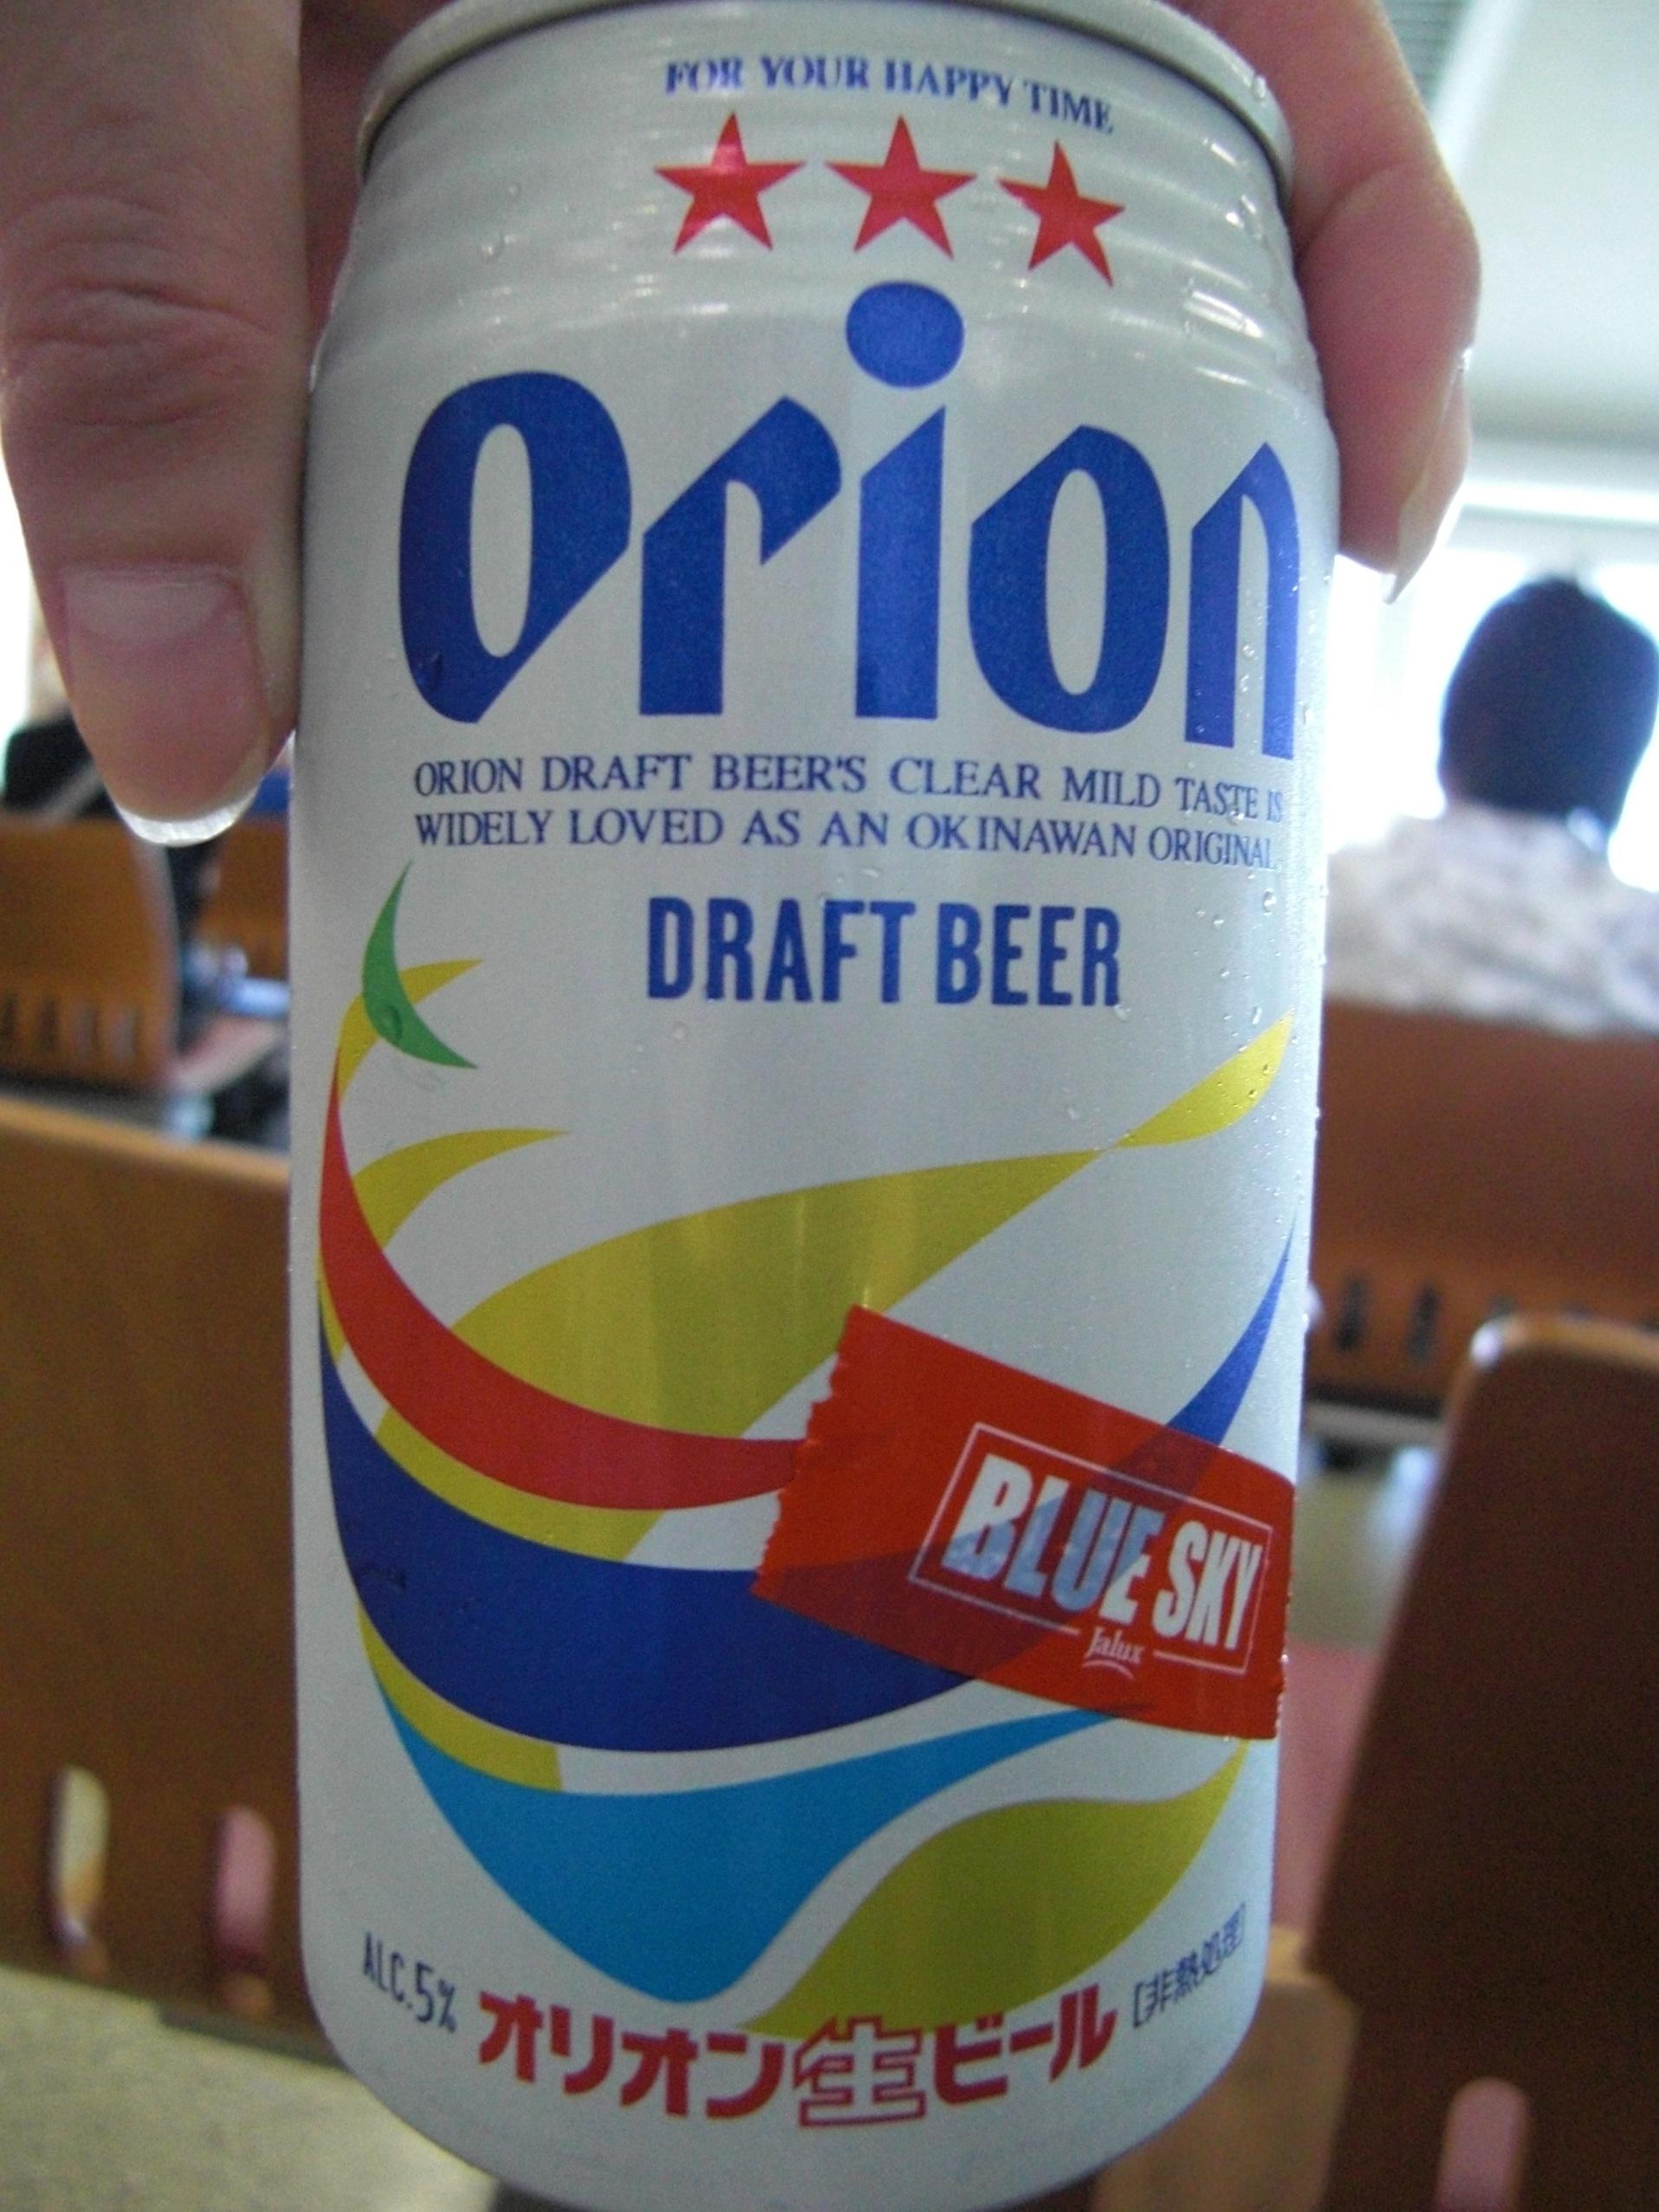 FOR YOUR HAPPY TIME
Orion
ORION DRAFT BEER'S CLEAR MILD TASTE IS
WIDELY LOVED AS AN OKINAWAN ORIGINAL.
DRAFT BEER
BLUE SKY
Jalux
ALC.5% オリオン生ビール [非熱処理]